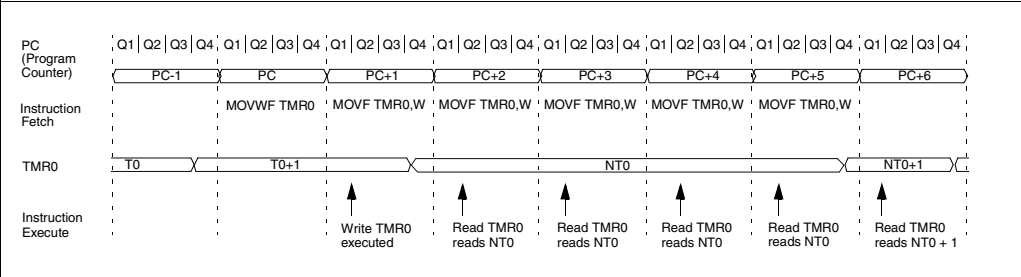 Q1 Q2 Q3 Q4 Q1 Q2 Q3 Q4 Q1 Q2 Q3 Q4 Q1 Q2 Q3 Q4 Q1 Q2 Q3 Q4 Q1 Q2 Q3 Q4 Q1 Q2 Q3 Q4 Q1 Q2 Q3 Q4
PC
(Program
Counter)
PC-1 PC PC+1 PC+2 PC+3 PC+4 PC+5 PC+6
Instruction
Fetch
MOVWF TMR0 MOVF TMR0,W MOVF TMR0,W MOVF TMR0,W MOVF TMR0,W MOVF TMR0,W
TMR0
T0 T0+1 NT0 NT0+1
Instruction
Execute
Write TMR0
executed
Read TMR0
reads NT0
Read TMR0
reads NT0
Read TMR0
reads NT0
Read TMR0
reads NT0
Read TMR0
reads NT0 + 1